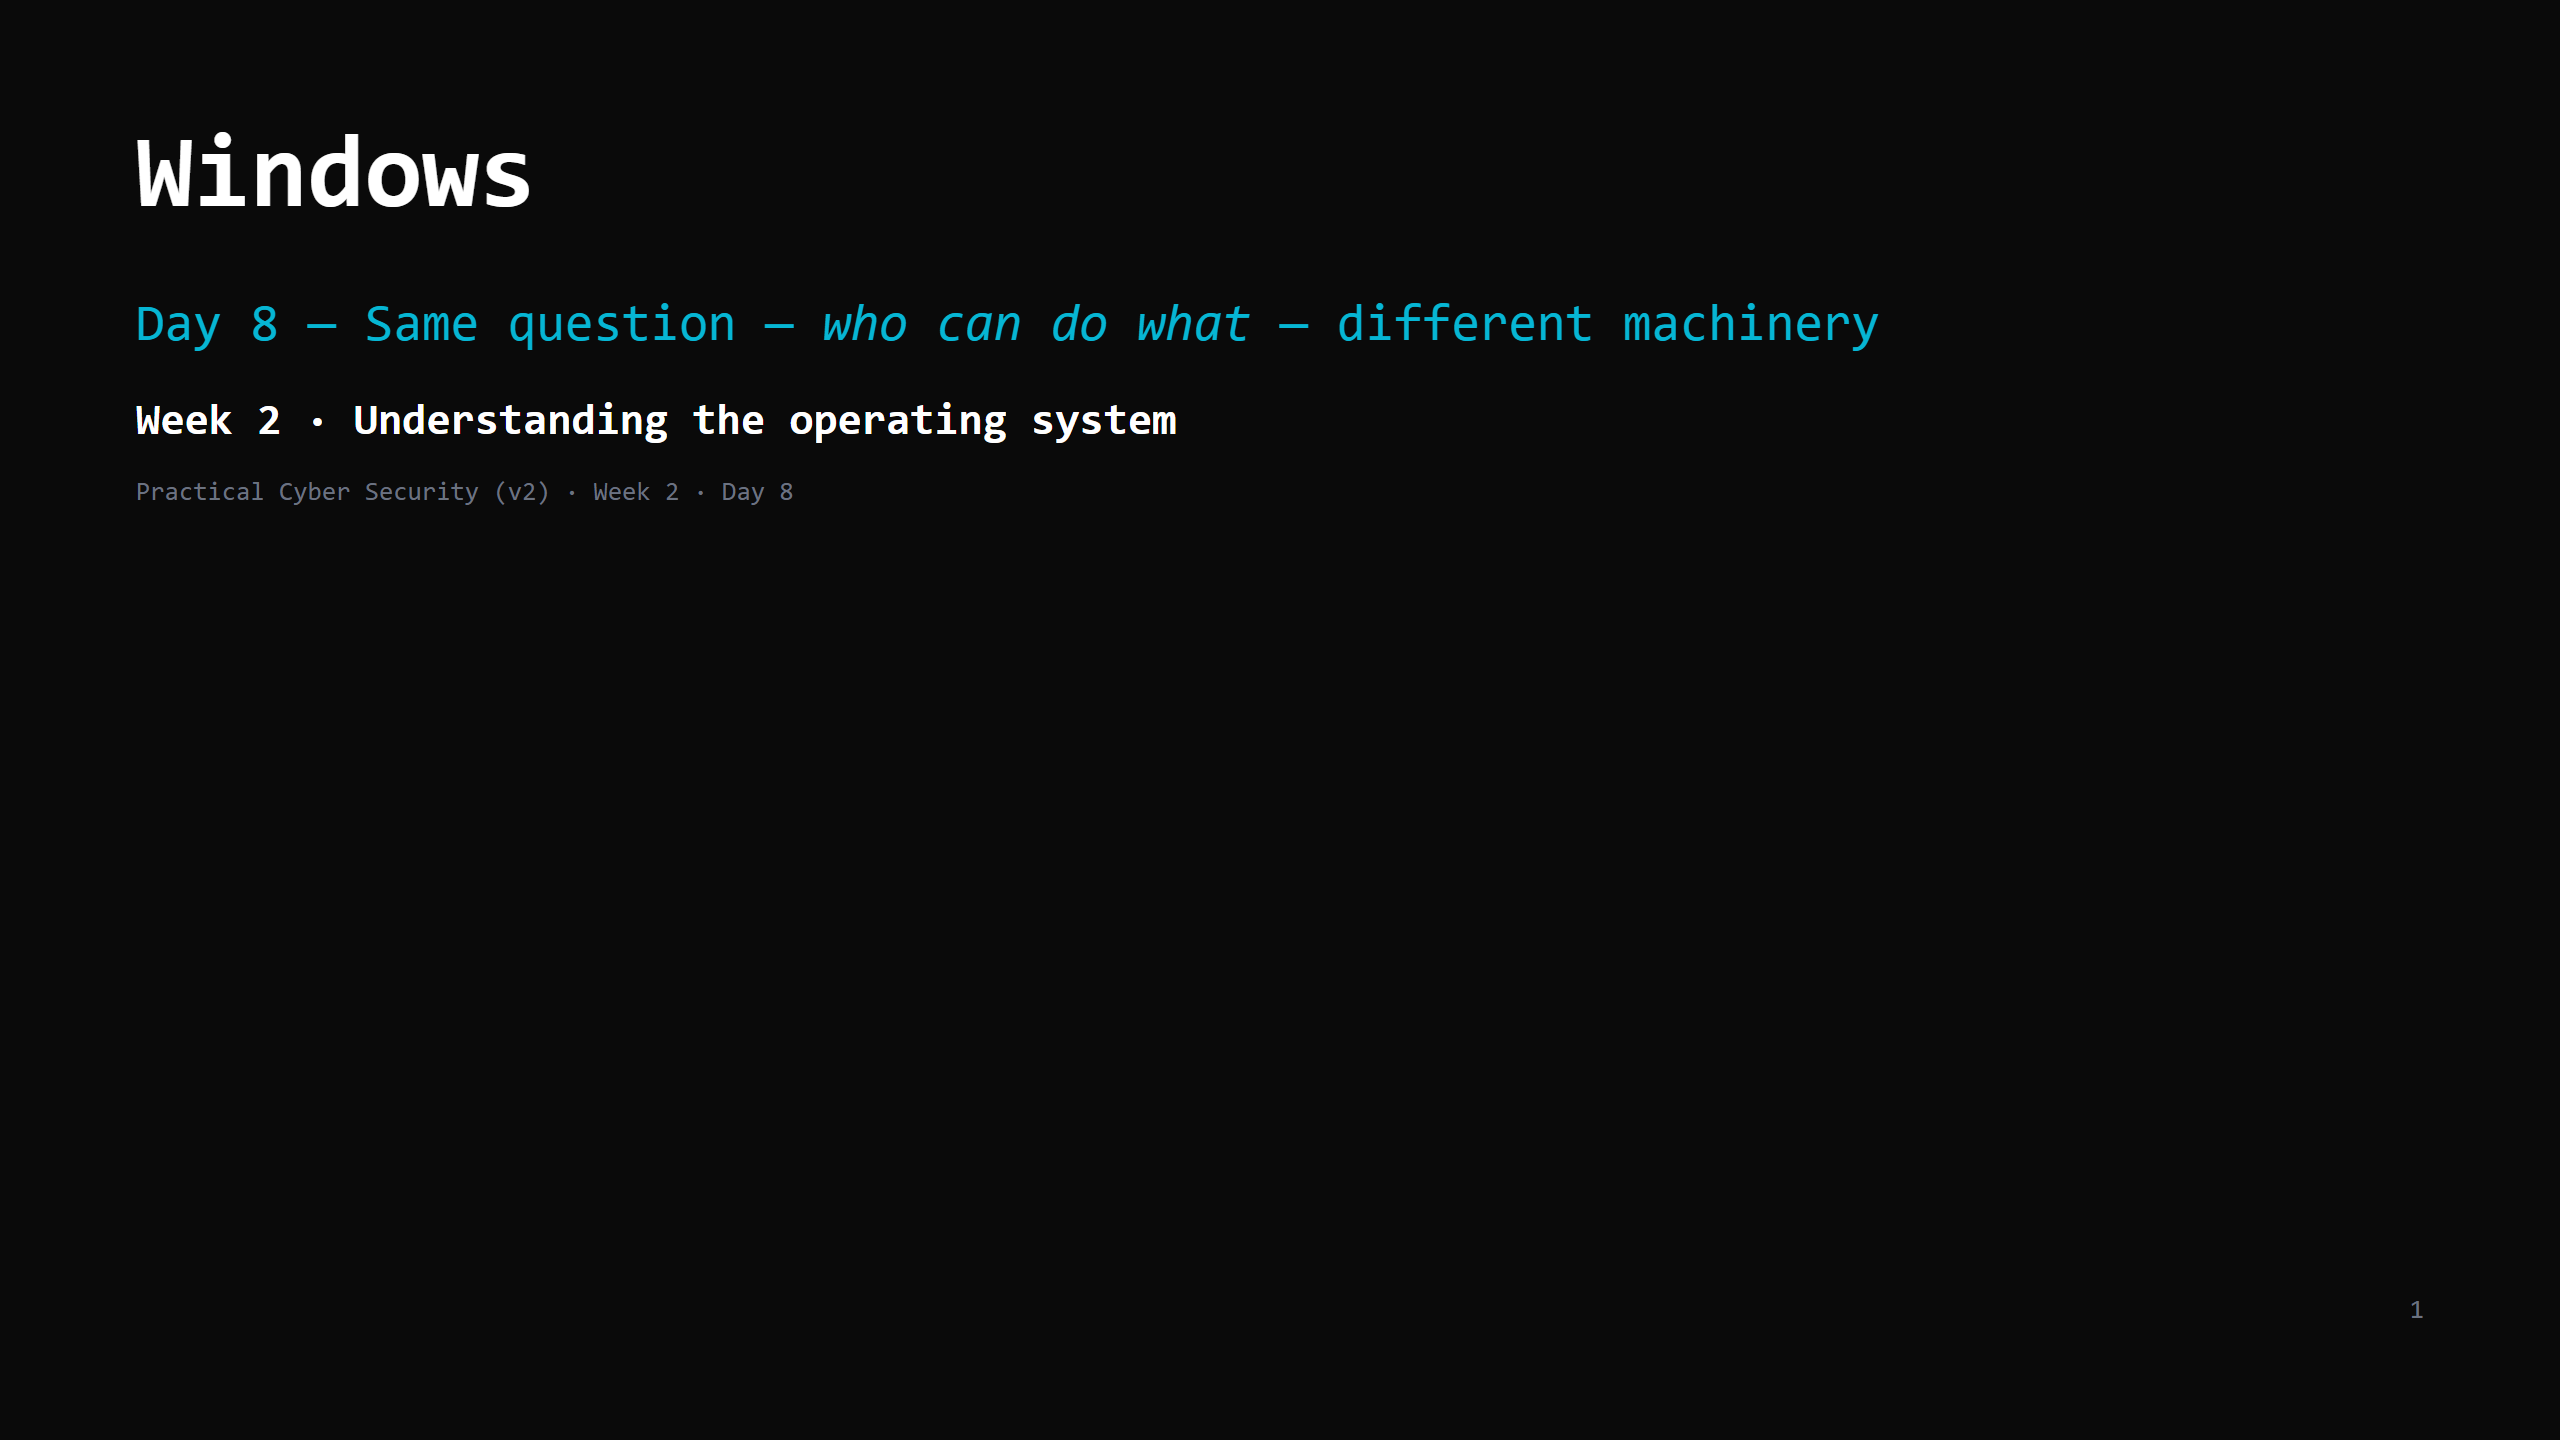 Windows
Day 8 — Same question — who can do what — different machinery
Week 2 · Understanding the operating system
Practical Cyber Security (v2) · Week 2 · Day 8
1